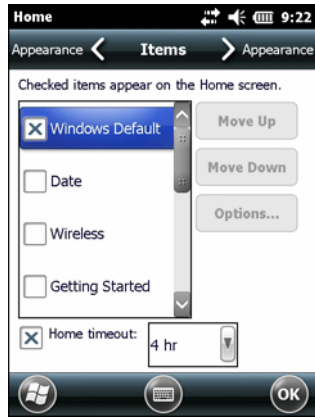 Home 9:22
Appearance Items Appearance
Checked items appear on the Home screen.
Windows Default
Move Up
Date
Move Down
Wireless
Options...
Getting Started
Home timeout: 4 hr
OK